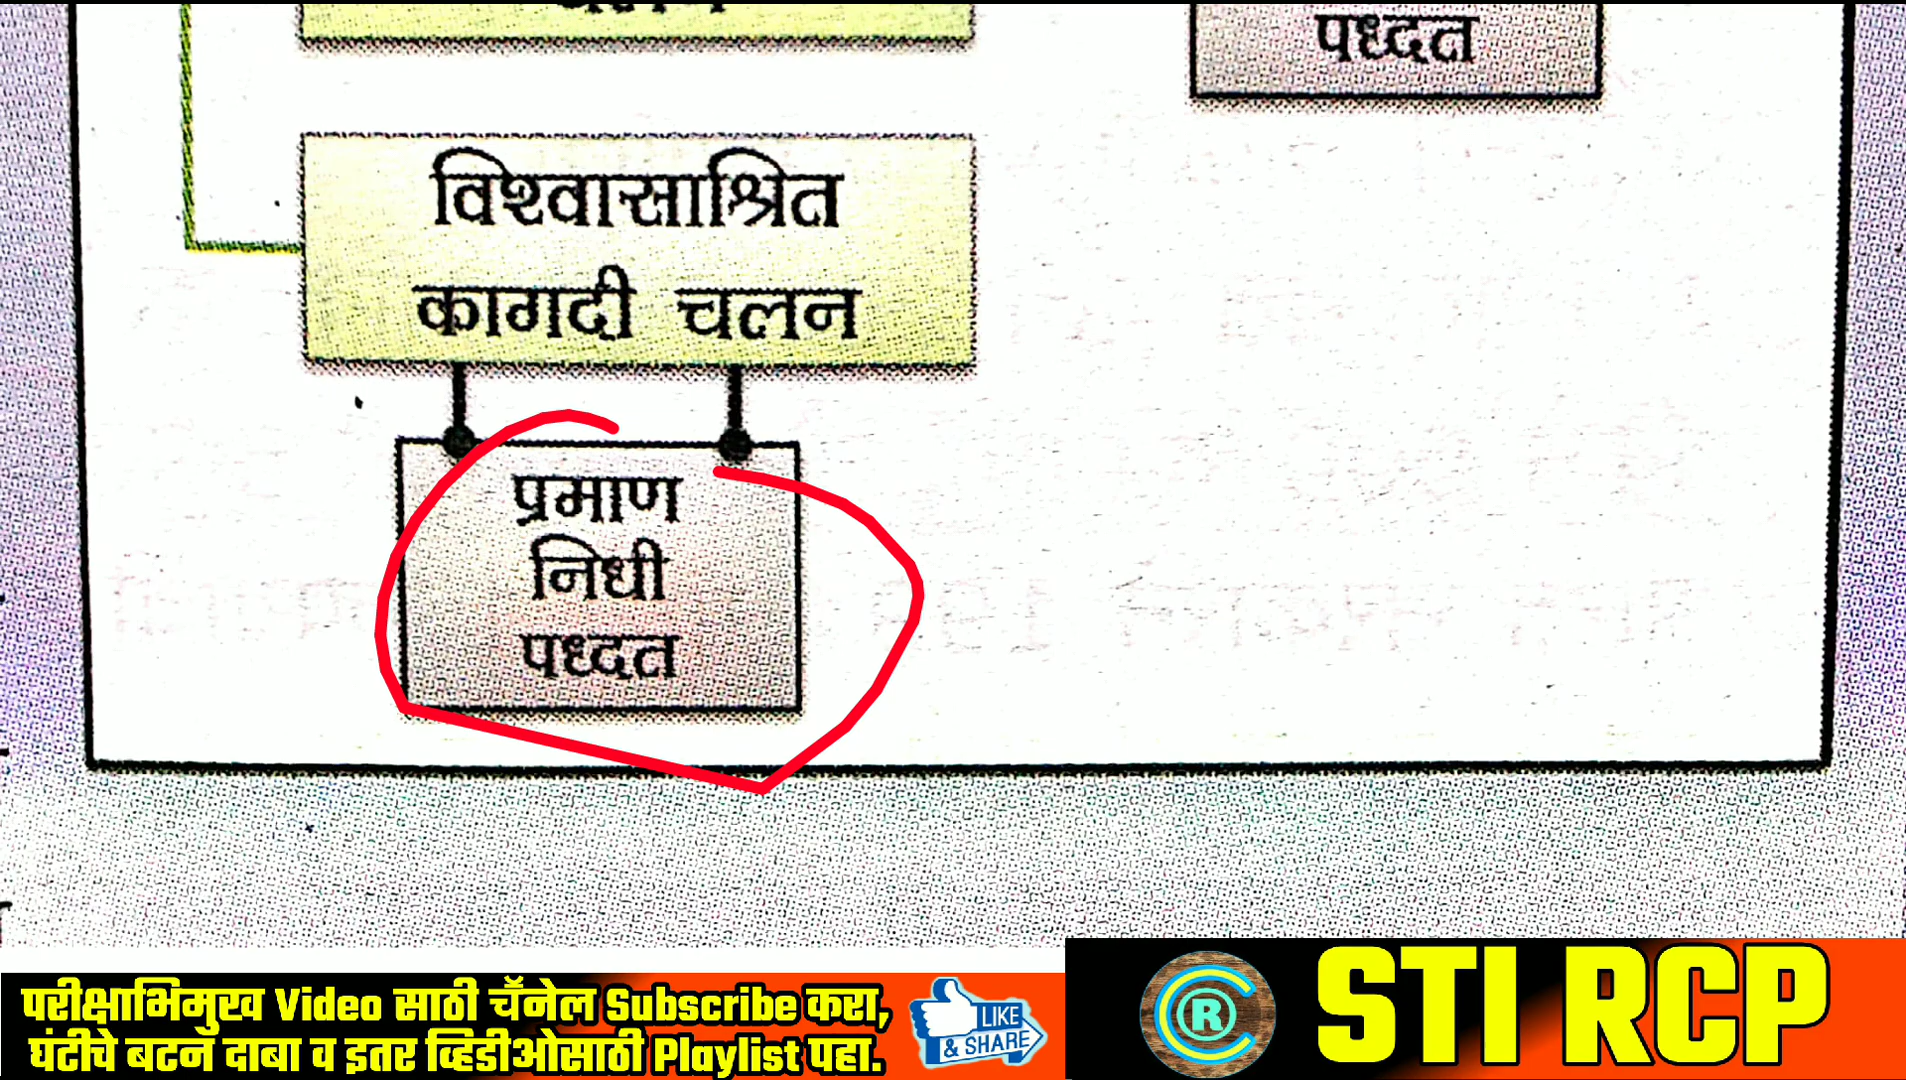 चलन
पध्दत
विश्वासाश्रित
कागदी चलन
प्रमाण
निधी
पध्दत
परीक्षाभिमुख Video साठी चॅनेल Subscribe करा,
घंटीचे बटन दाबा व इतर व्हिडीओसाठी Playlist पहा.
LIKE
& SHARE
R
STI RCP